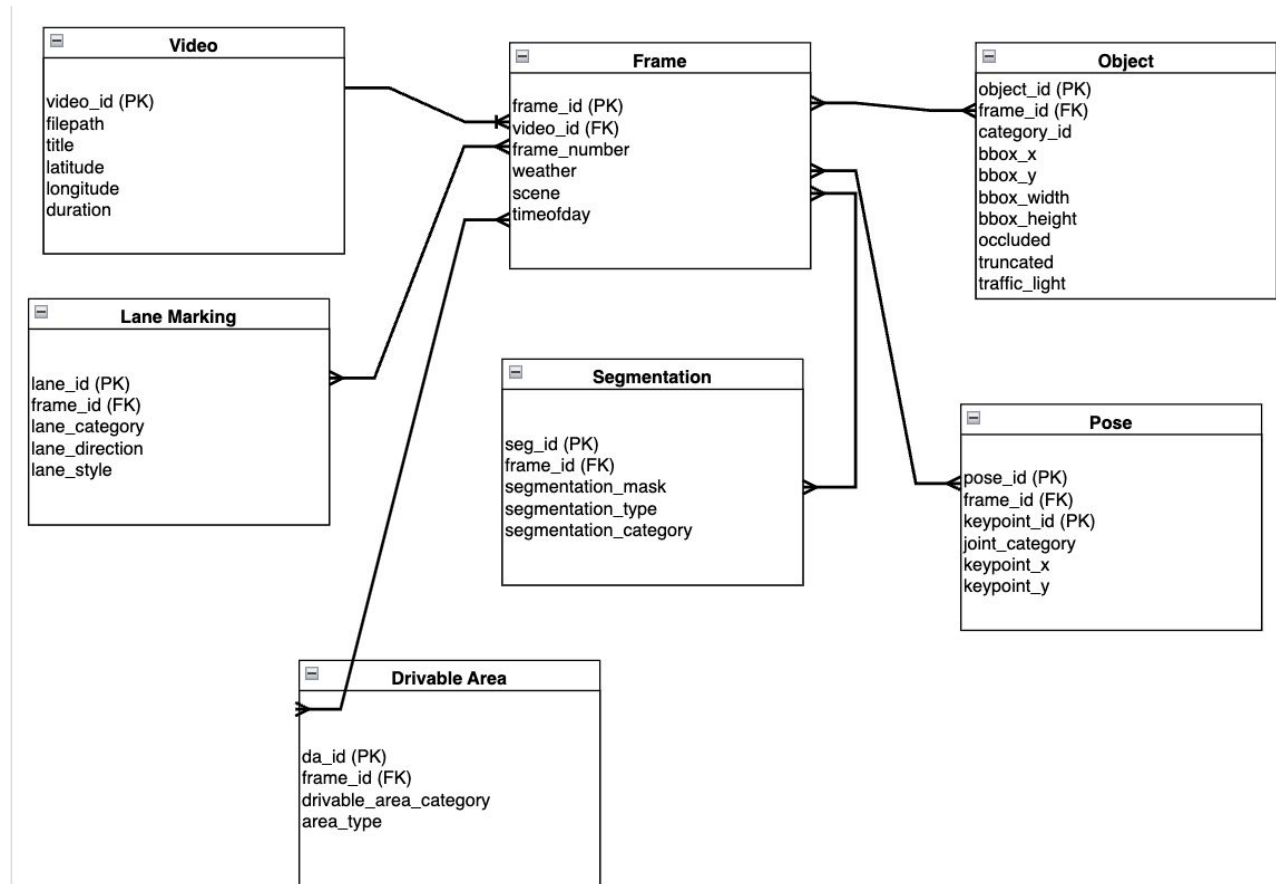 Video
video_id (PK)
filepath
title
latitude
longitude
duration
Frame
frame_id (PK)
video_id (FK)
frame_number
weather
scene
timeofday
Object
object_id (PK)
frame_id (FK)
category_id
bbox_x
bbox_y
bbox_width
bbox_height
occluded
truncated
traffic_light
Lane Marking
lane_id (PK)
frame_id (FK)
lane_category
lane_direction
lane_style
Segmentation
seg_id (PK)
frame_id (FK)
segmentation_mask
segmentation_type
segmentation_category
Pose
pose_id (PK)
frame_id (FK)
keypoint_id (PK)
joint_category
keypoint_x
keypoint_y
Drivable Area
da_id (PK)
frame_id (FK)
drivable_area_category
area_type